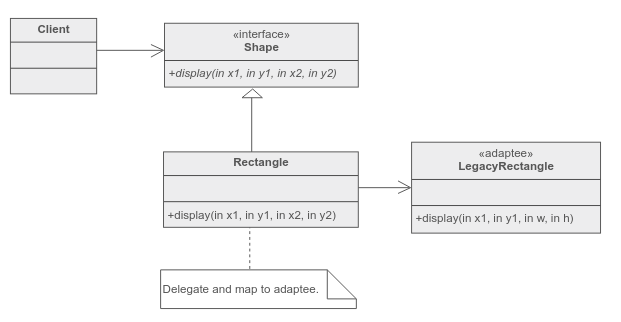 Client
«interface»
Shape
+display(in x1, in y1, in x2, in y2)
Rectangle
+display(in x1, in y1, in x2, in y2)
«adaptee»
LegacyRectangle
+display(in x1, in y1, in w, in h)
Delegate and map to adaptee.